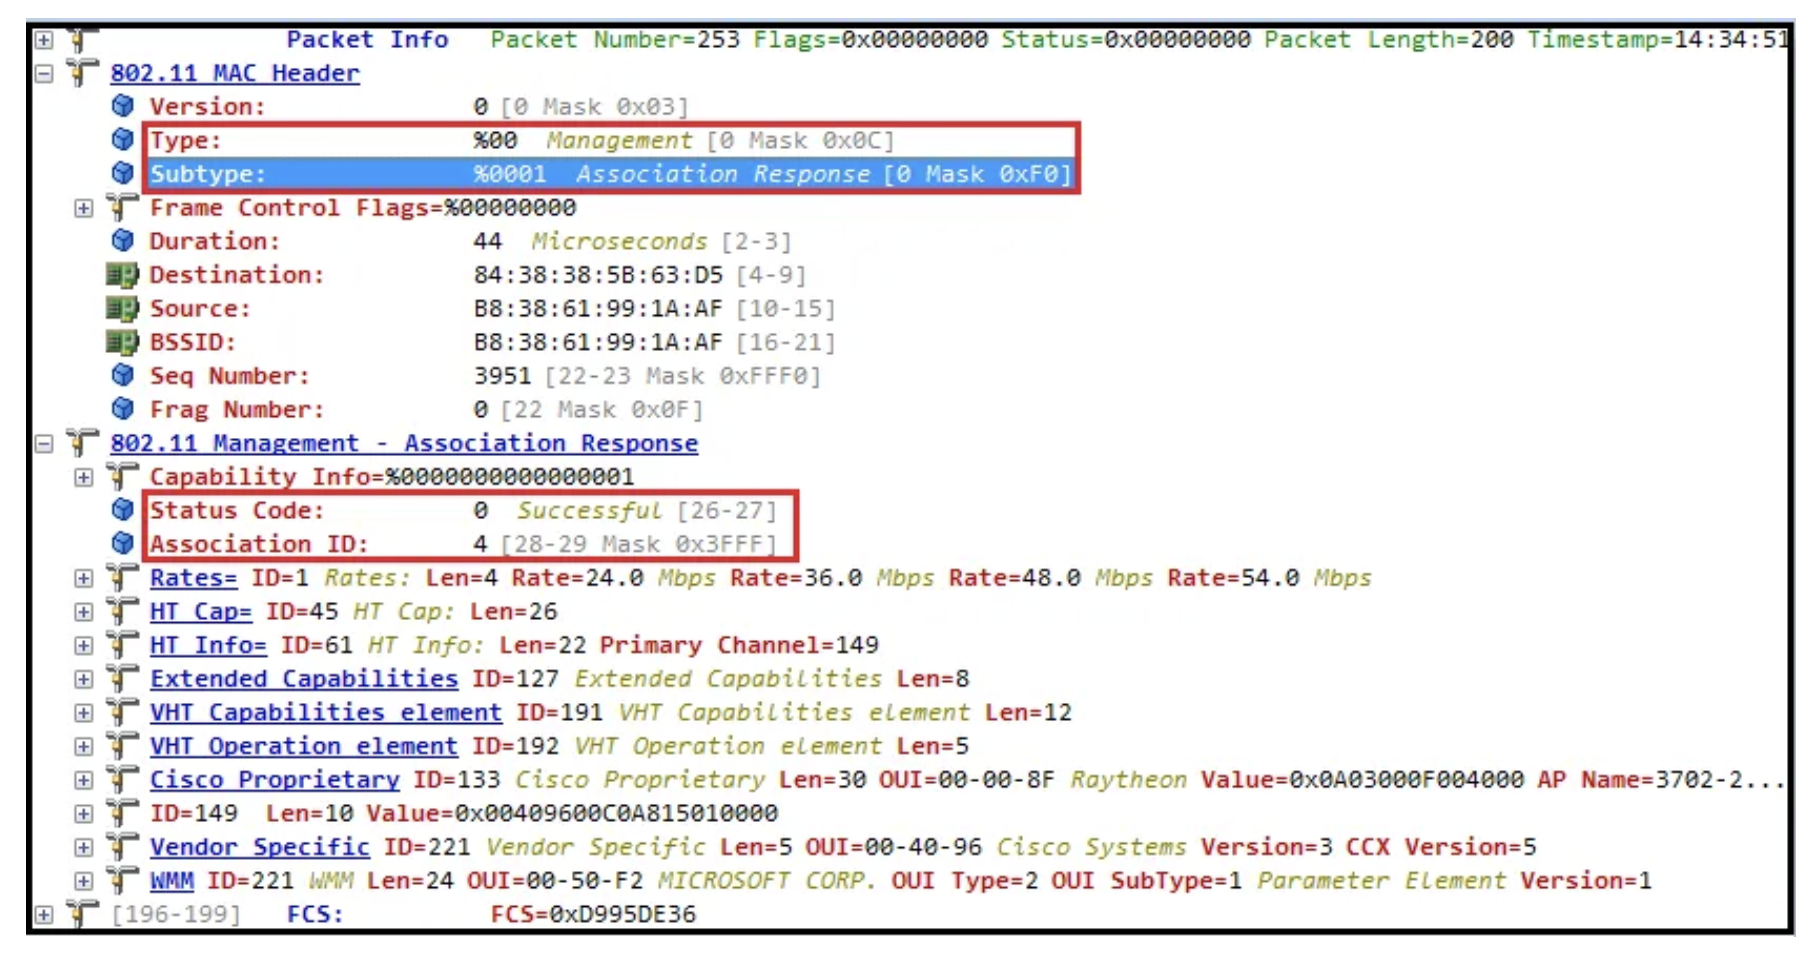 Packet Info Packet Number=253 Flags=0x00000000 Status=0x00000000 Packet Length=200 Timestamp=14:34:51
802.11 MAC Header
Version: 0 [0 Mask 0x03]
Type: %00 Management [0 Mask 0x0C]
Subtype: %0001 Association Response [0 Mask 0xF0]
Frame Control Flags=%00000000
Duration: 44 Microseconds [2-3]
Destination: 84:38:38:5B:63:D5 [4-9]
Source: B8:38:61:99:1A:AF [10-15]
BSSID: B8:38:61:99:1A:AF [16-21]
Seq Number: 3951 [22-23 Mask 0xFFF0]
Frag Number: 0 [22 Mask 0x0F]
802.11 Management - Association Response
Capability Info=%0000000000000001
Status Code: 0 Successful [26-27]
Association ID: 4 [28-29 Mask 0x3FFF]
Rates= ID=1 Rates: Len=4 Rate=24.0 Mbps Rate=36.0 Mbps Rate=48.0 Mbps Rate=54.0 Mbps
HT Cap= ID=45 HT Cap: Len=26
HT Info= ID=61 HT Info: Len=22 Primary Channel=149
Extended Capabilities ID=127 Extended Capabilities Len=8
VHT Capabilities element ID=191 VHT Capabilities element Len=12
VHT Operation element ID=192 VHT Operation element Len=5
Cisco Proprietary ID=133 Cisco Proprietary Len=30 OUI=00-00-8F Raytheon Value=0x0A03000F004000 AP Name=3702-2...
ID=149 Len=10 Value=0x00409600C0A815010000
Vendor Specific ID=221 Vendor Specific Len=5 OUI=00-40-96 Cisco Systems Version=3 CCX Version=5
WMM ID=221 WMM Len=24 OUI=00-50-F2 MICROSOFT CORP. OUI Type=2 OUI SubType=1 Parameter Element Version=1
[196-199] FCS: FCS=0xD995DE36